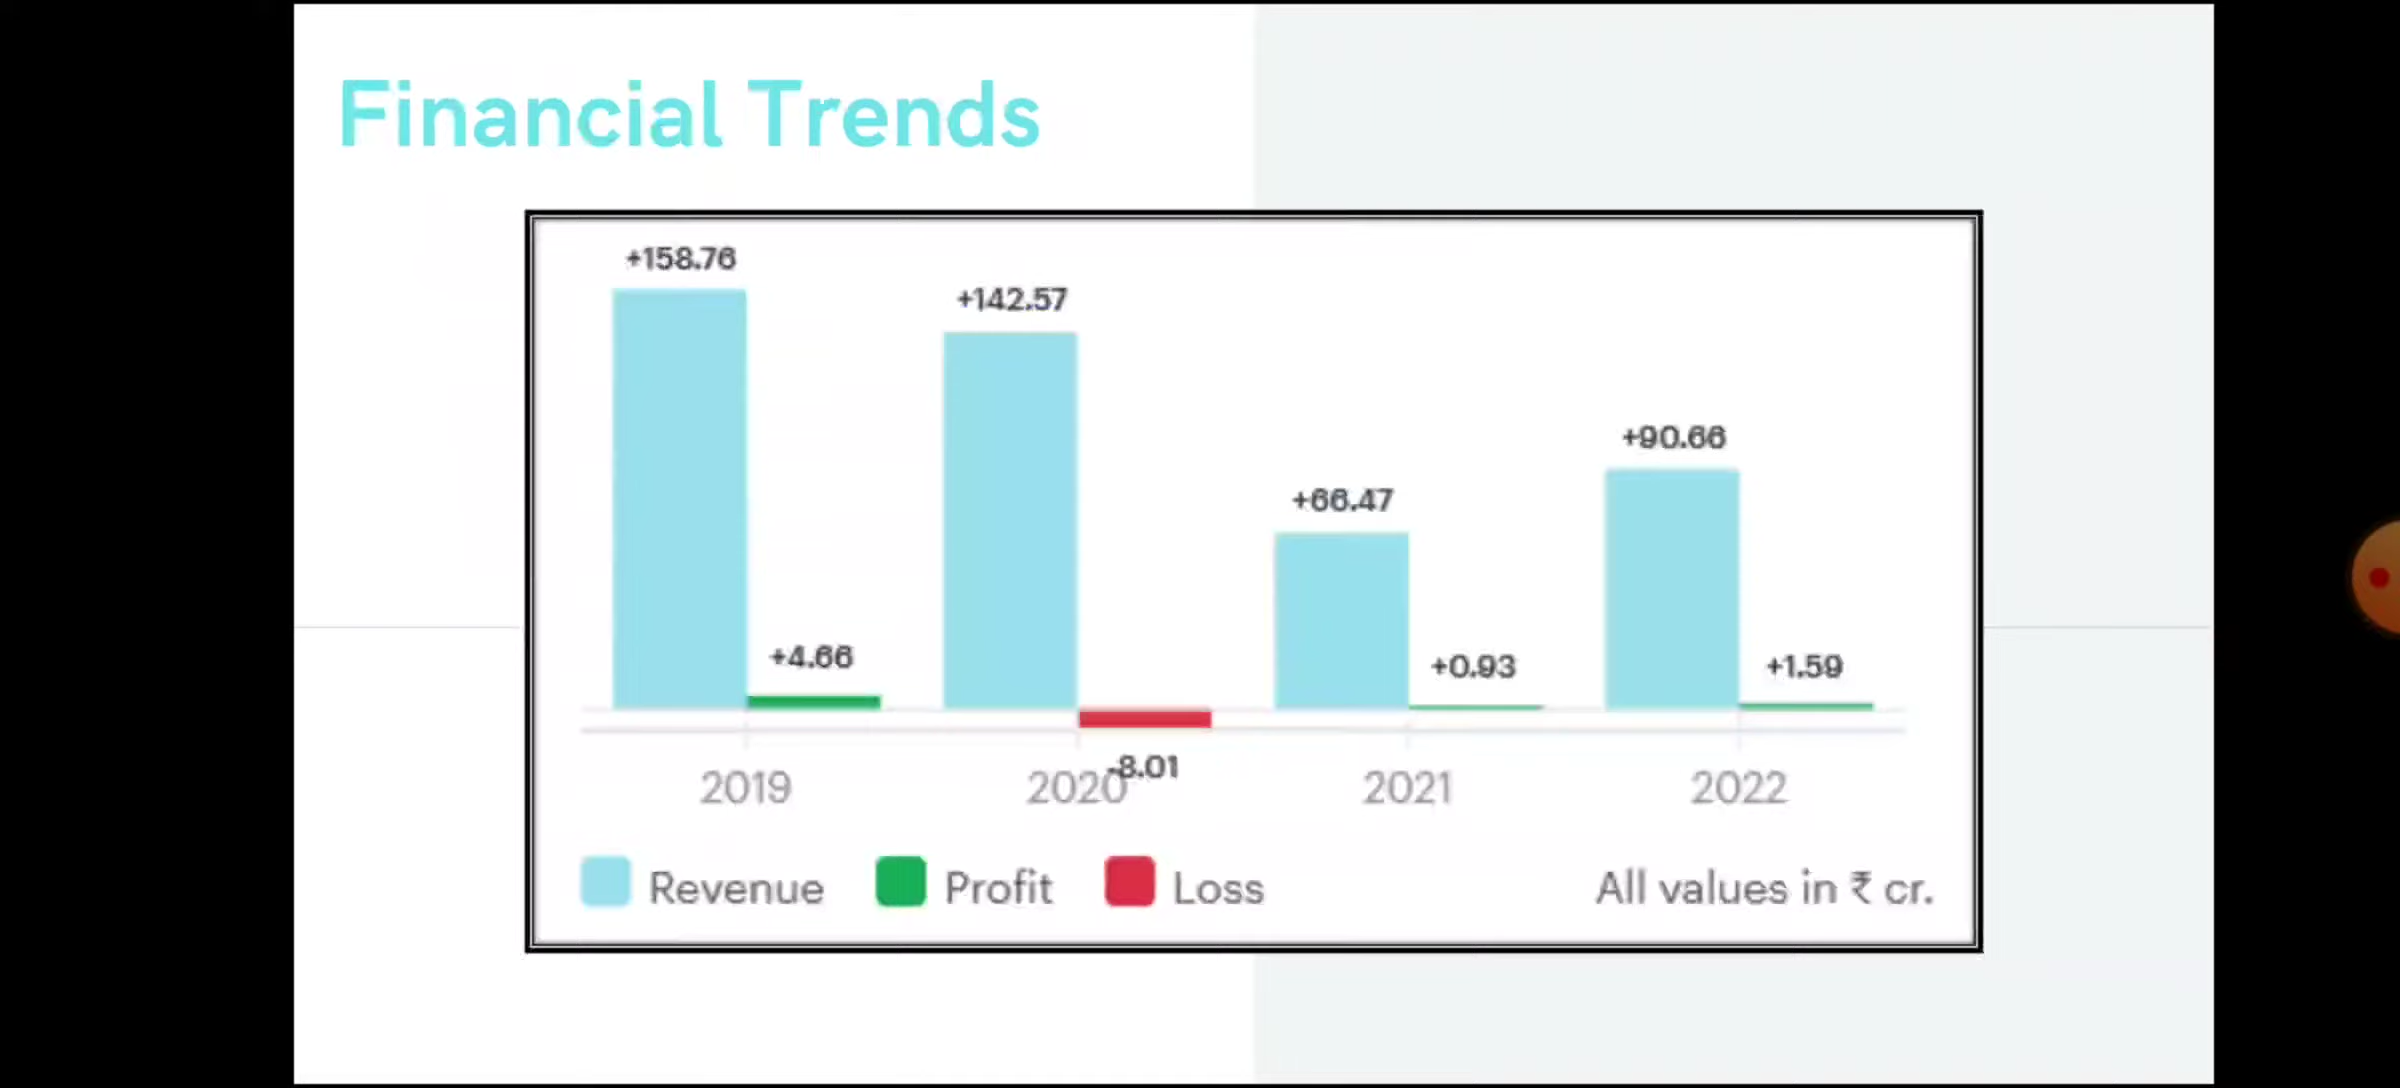 Financial Trends
+158.76
+142.57
+90.66
+66.47
+4.66
+0.93
+1.59
-8.01
2019
2020
2021
2022
Revenue
Profit
Loss
All values in ₹ cr.